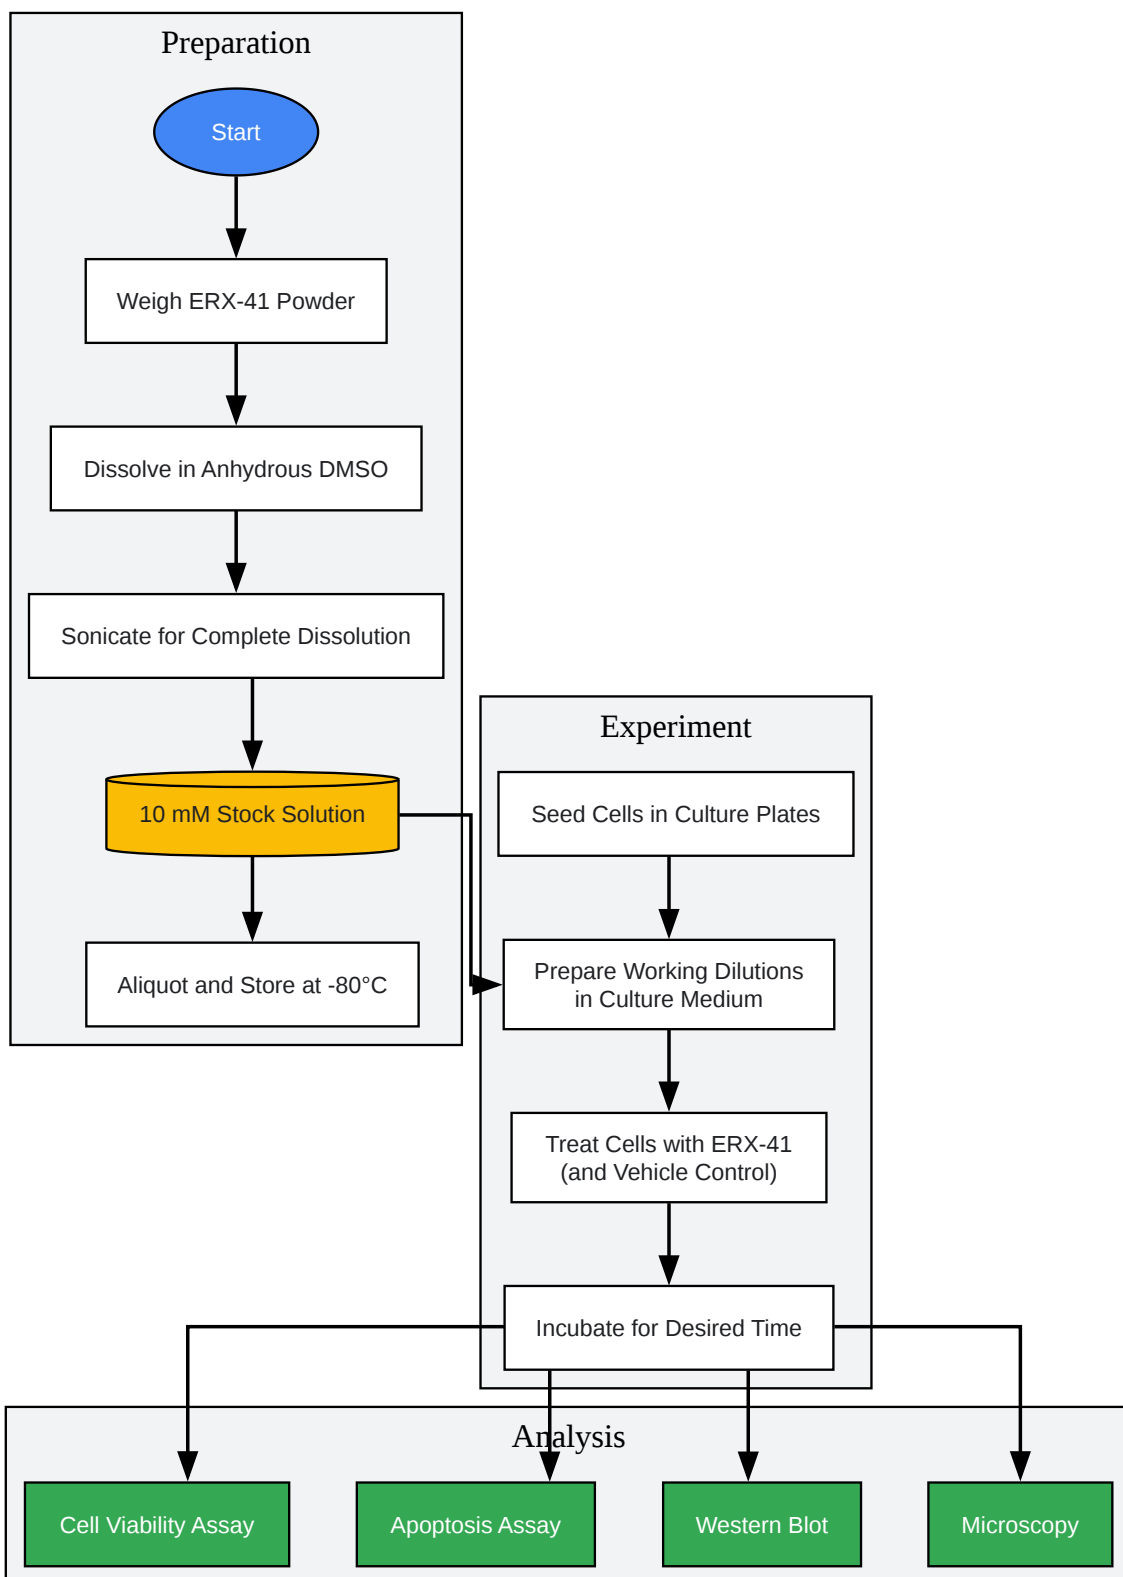 Preparation
Start
Weigh ERX-41 Powder
Dissolve in Anhydrous DMSO
Sonicate for Complete Dissolution
10 mM Stock Solution
Aliquot and Store at -80°C
Experiment
Seed Cells in Culture Plates
Prepare Working Dilutions
in Culture Medium
Treat Cells with ERX-41
(and Vehicle Control)
Incubate for Desired Time
Analysis
Cell Viability Assay
Apoptosis Assay
Western Blot
Microscopy